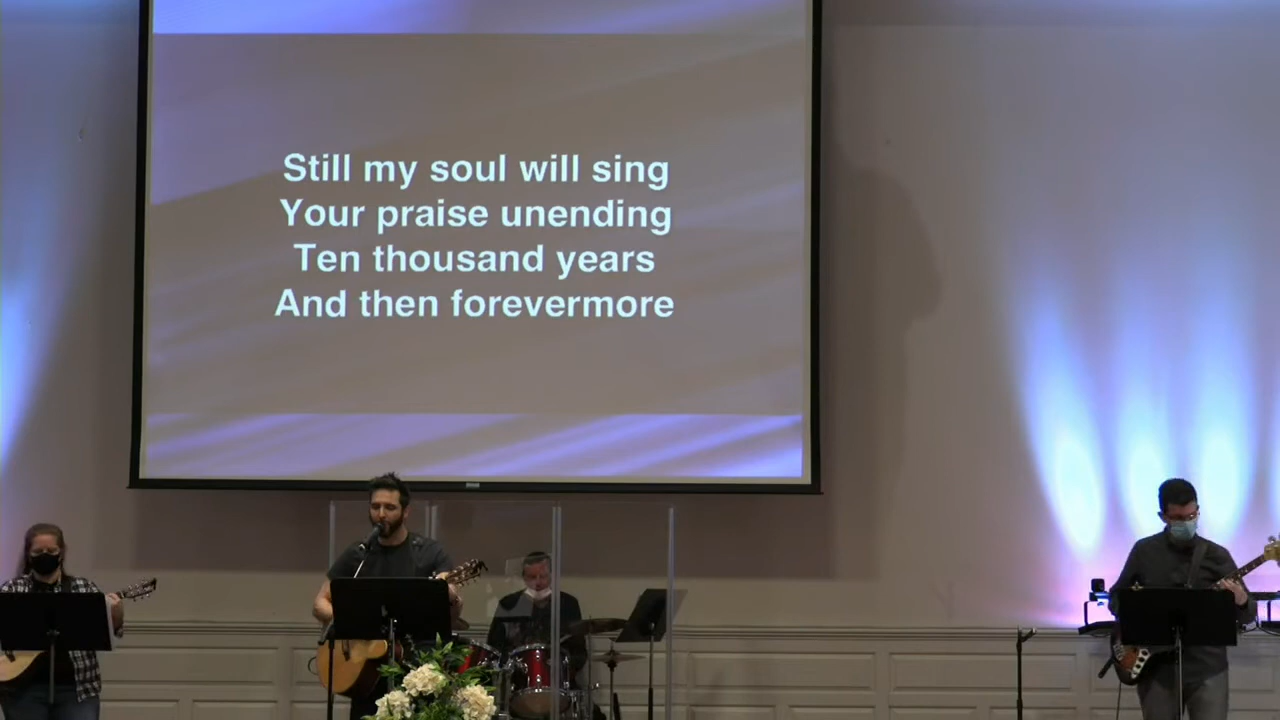 Still my soul will sing
Your praise unending
Ten thousand years
And then forevermore